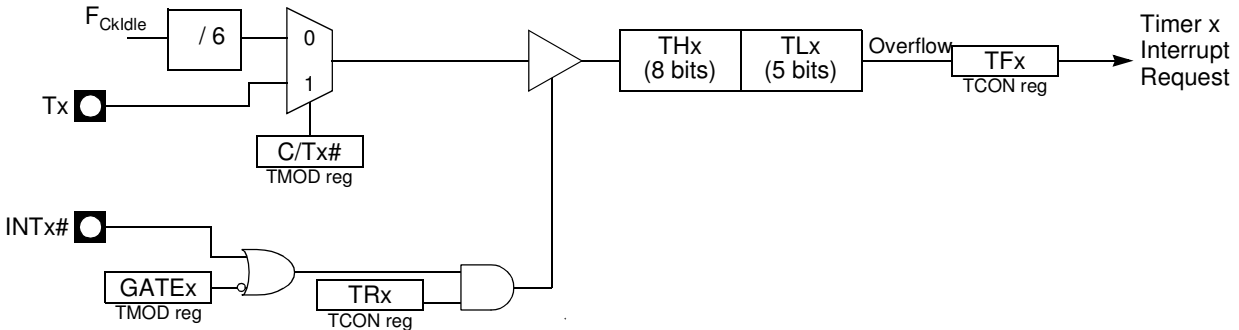 F_CkIdle
/ 6
0
1
Tx
C/Tx#
TMOD reg
THx
(8 bits)
TLx
(5 bits)
Overflow
TFx
TCON reg
Timer x
Interrupt
Request
INTx#
GATEx
TMOD reg
TRx
TCON reg